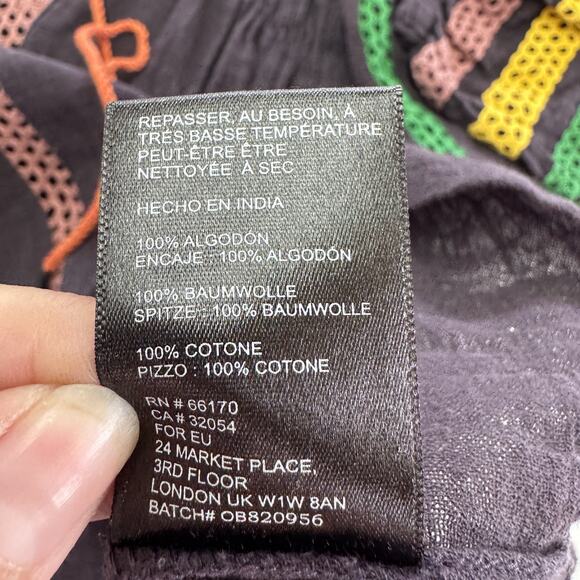 REPASSER, AU BESOIN, À
TRÈS BASSE TEMPÉRATURE
PEUT-ÊTRE ÊTRE
NETTOYÉE À SEC
HECHO EN INDIA
100% ALGODÓN
ENCAJE : 100% ALGODÓN
100% BAUMWOLLE
SPITZE : 100% BAUMWOLLE
100% COTONE
PIZZO : 100% COTONE
RN # 66170
CA # 32054
FOR EU
24 MARKET PLACE,
3RD FLOOR
LONDON UK W1W 8AN
BATCH# OB820956